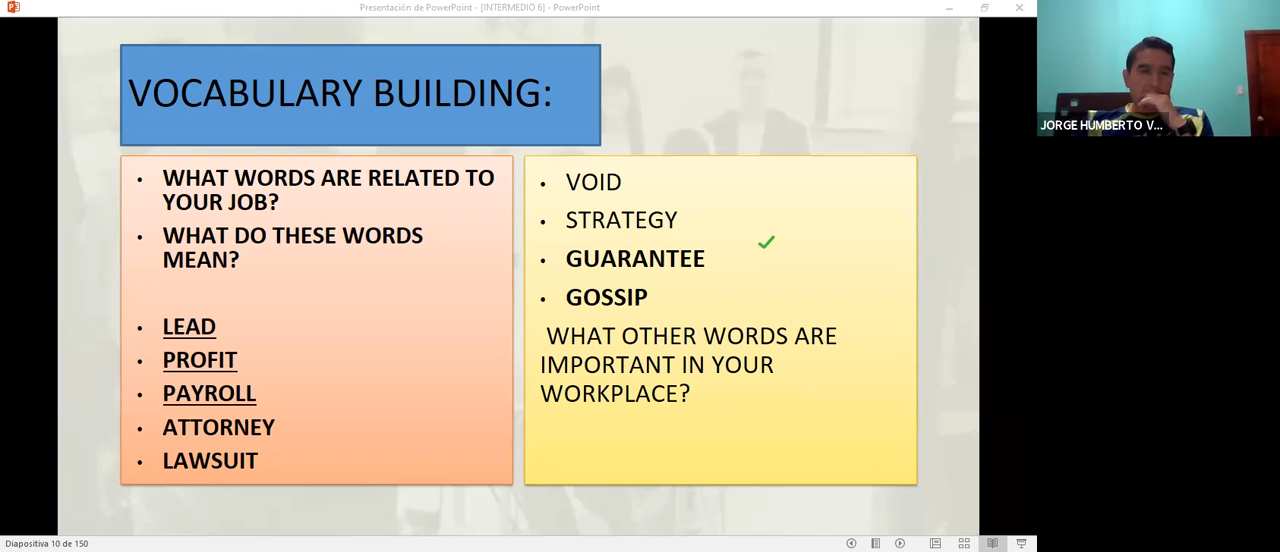 Presentación de PowerPoint - [INTERMEDIO 6] - PowerPoint
VOCABULARY BUILDING:
• WHAT WORDS ARE RELATED TO
YOUR JOB?
• WHAT DO THESE WORDS
MEAN?
• LEAD
• PROFIT
• PAYROLL
• ATTORNEY
• LAWSUIT
• VOID
• STRATEGY
• GUARANTEE
• GOSSIP
WHAT OTHER WORDS ARE
IMPORTANT IN YOUR
WORKPLACE?
JORGE HUMBERTO V...
Diapositiva 10 de 150